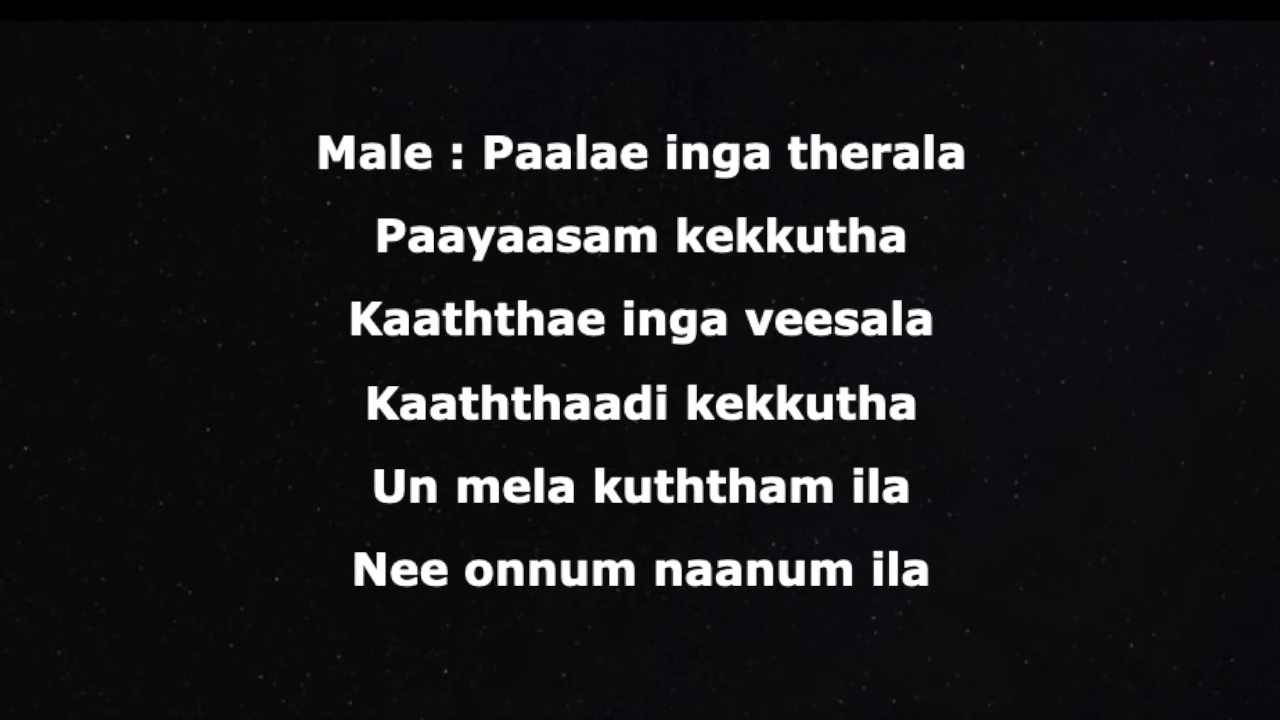 Male : Paalae inga therala
Paayaasam kekkutha
Kaaththae inga veesala
Kaaththaadi kekkutha
Un mela kuththam ila
Nee onnum naanum ila